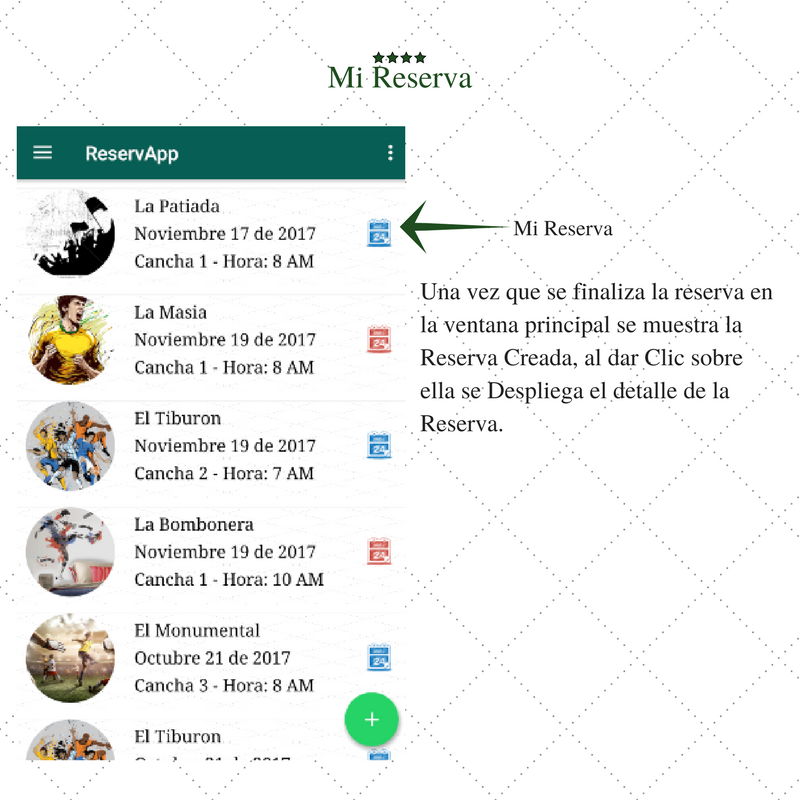 Mi Reserva
ReservApp
La Patiada
Noviembre 17 de 2017
Cancha 1 - Hora: 8 AM
Mi Reserva
La Masia
Noviembre 19 de 2017
Cancha 1 - Hora: 8 AM
El Tiburon
Noviembre 19 de 2017
Cancha 2 - Hora: 7 AM
La Bombonera
Noviembre 19 de 2017
Cancha 1 - Hora: 10 AM
El Monumental
Octubre 21 de 2017
Cancha 3 - Hora: 8 AM
El Tiburon
Una vez que se finaliza la reserva en
la ventana principal se muestra la
Reserva Creada, al dar Clic sobre
ella se Despliega el detalle de la
Reserva.